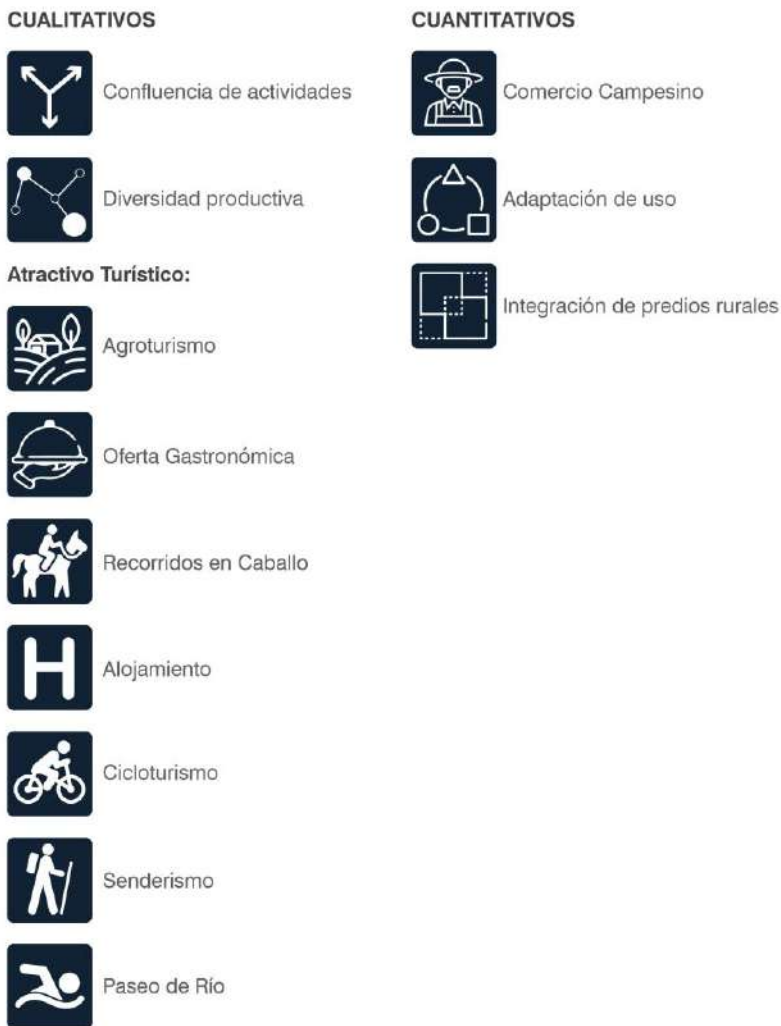 CUALITATIVOS
Confluencia de actividades
Diversidad productiva
Atractivo Turístico:
Agroturismo
Oferta Gastronómica
Recorridos en Caballo
H
Alojamiento
Cicloturismo
Senderismo
Paseo de Río
CUANTITATIVOS
Comercio Campesino
Adaptación de uso
Integración de predios rurales